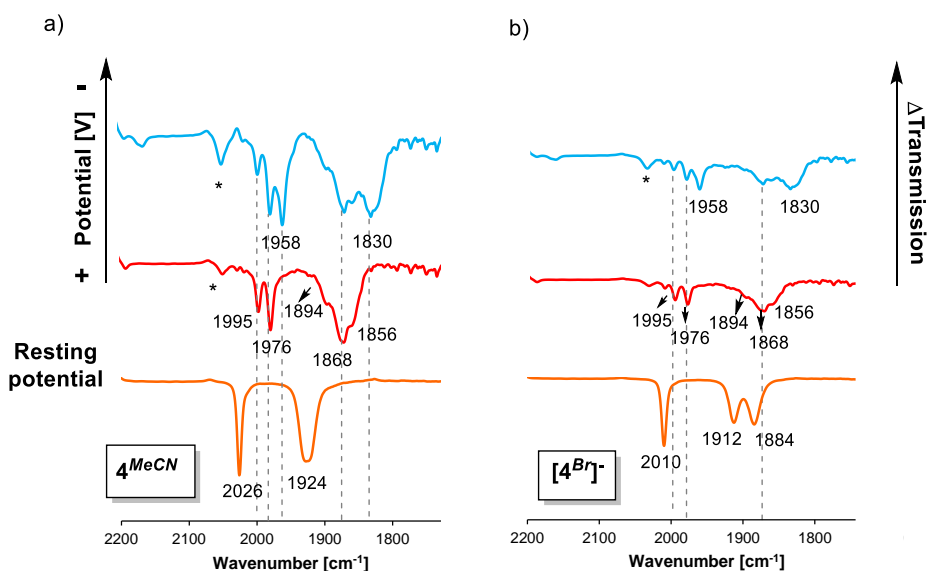 a)
b)
Potential [V]
-
+
ΔTransmission
*
1958
1830
*
1995
1976
1894
1868
1856
Resting
potential
4MeCN
2026
1924
2200 2100 2000 1900 1800
Wavenumber [cm-1]
*
1958
1830
1995
1976
1894
1868
1856
[4Br]-
2010
1912
1884
2200 2100 2000 1900 1800
Wavenumber [cm-1]